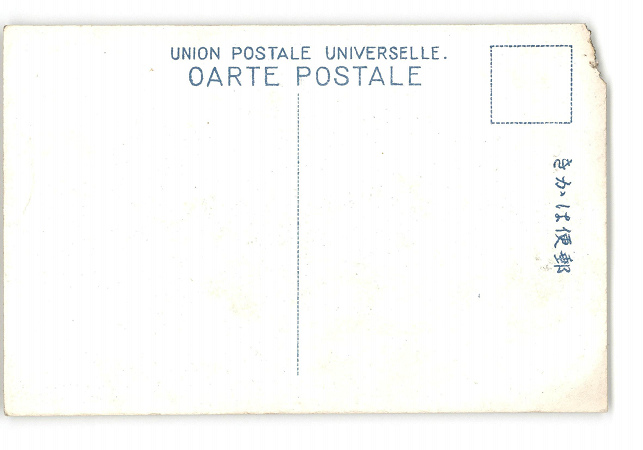 UNION POSTALE UNIVERSELLE.
OARTE POSTALE
きかは便郵